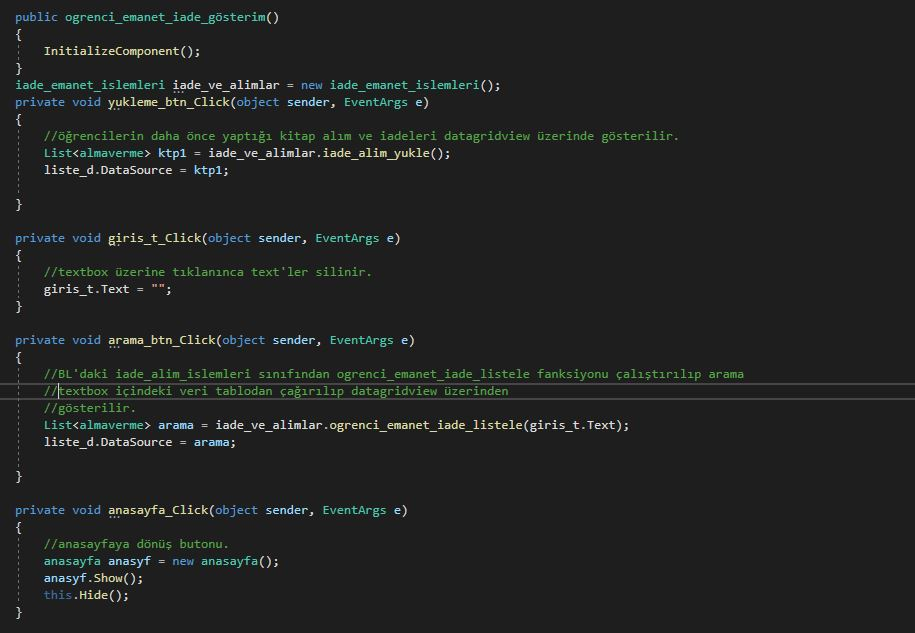 public ogrenci_emanet_iade_gösterim()
{
InitializeComponent();
}
iade_emanet_islemleri iade_ve_alimlar = new iade_emanet_islemleri();
private void yukleme_btn_Click(object sender, EventArgs e)
{
//öğrencilerin daha önce yaptığı kitap alım ve iadeleri datagridview üzerinde gösterilir.
List<almaverme> ktp1 = iade_ve_alimlar.iade_alim_yukle();
liste_d.DataSource = ktp1;
}
private void giris_t_Click(object sender, EventArgs e)
{
//textbox üzerine tıklanınca text'ler silinir.
giris_t.Text = "";
}
private void arama_btn_Click(object sender, EventArgs e)
{
//BL'daki iade_alim_islemleri sınıfından ogrenci_emanet_iade_listele fanksiyonu çalıştırılıp arama
//textbox içindeki veri tablodan çağırılıp datagridview üzerinden
//gösterilir.
List<almaverme> arama = iade_ve_alimlar.ogrenci_emanet_iade_listele(giris_t.Text);
liste_d.DataSource = arama;
}
private void anasayfa_Click(object sender, EventArgs e)
{
//anasayfaya dönüş butonu.
anasayfa anasyf = new anasayfa();
anasyf.Show();
this.Hide();
}